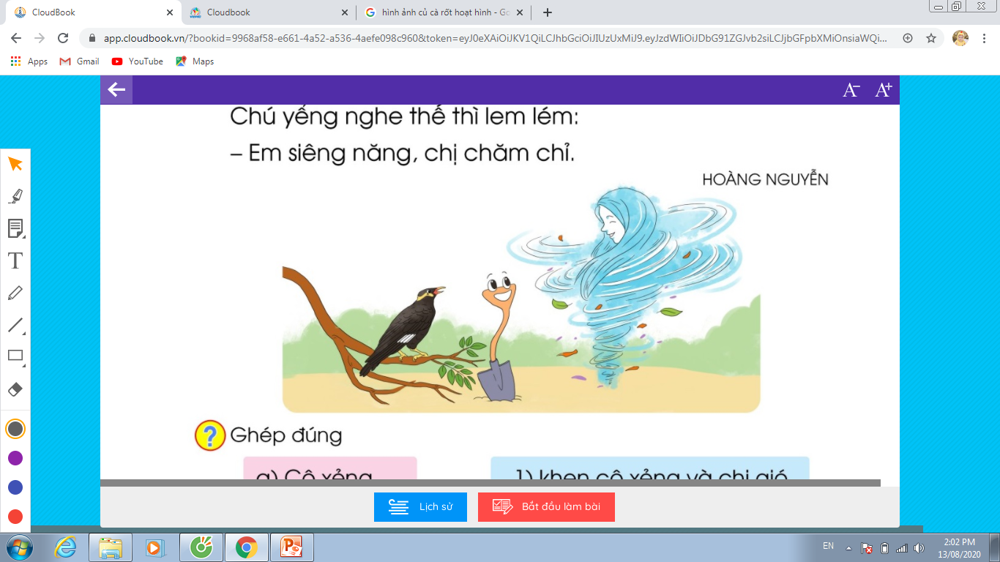 CloudBook
Cloudbook
hình ảnh củ cà rốt hoạt hình - Go
app.cloudbook.vn/?bookid=9968af58-e661-4a52-a536-4aefe098c960&token=eyJ0eXAiOiJKV1QiLCJhbGciOiJIUzUxMiJ9.eyJzdWIiOiJDbG91ZGJvb2siLCJjbGFpbXMiOnsiaWQi...
Apps Gmail YouTube Maps
A- A+
Chú yểng nghe thế thì lem lém:
– Em siêng năng, chị chăm chỉ.
HOÀNG NGUYỄN
? Ghép đúng
a) Cô xẻng
1) khen cô xẻng và chị gió
T
Lịch sử
Bắt đầu làm bài
EN
2:02 PM
13/08/2020